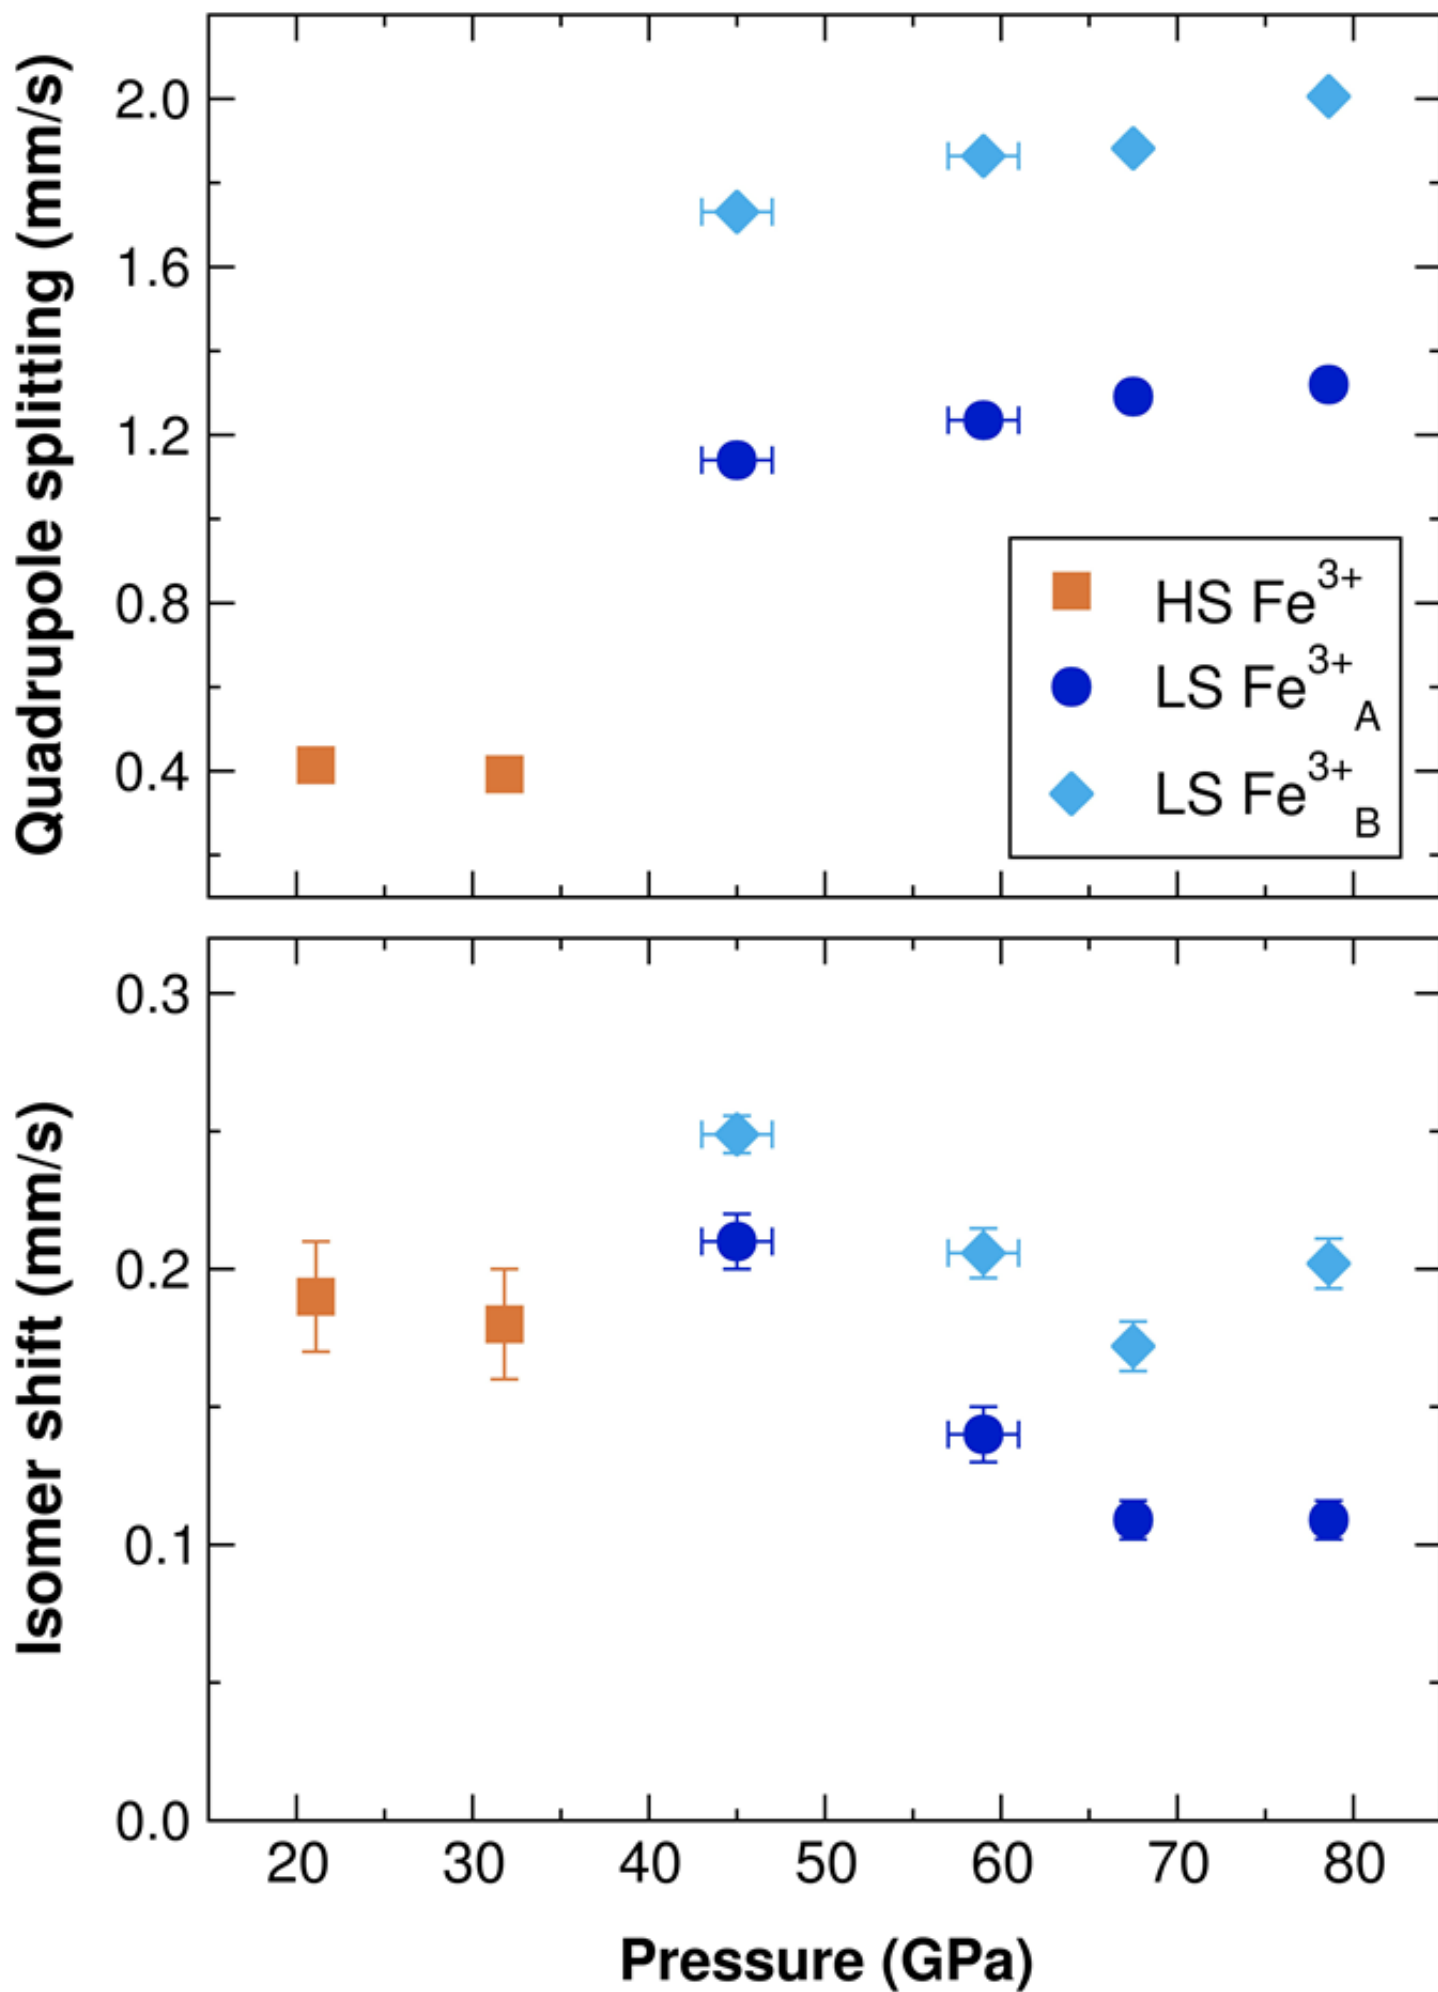 Quadrupole splitting (mm/s)
2.0
1.6
1.2
0.8
0.4
HS Fe³⁺
LS Fe³⁺ A
LS Fe³⁺ B
Isomer shift (mm/s)
0.3
0.2
0.1
0.0
20 30 40 50 60 70 80
Pressure (GPa)